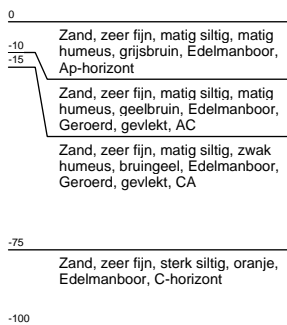 0
Zand, zeer fijn, matig siltig, matig
humeus, grijsbruin, Edelmanboor,
Ap-horizont
-10
-15
Zand, zeer fijn, matig siltig, matig
humeus, geelbruin, Edelmanboor,
Geroerd, gevlekt, AC
Zand, zeer fijn, matig siltig, zwak
humeus, bruingeel, Edelmanboor,
Geroerd, gevlekt, CA
-75
Zand, zeer fijn, sterk siltig, oranje,
Edelmanboor, C-horizont
-100